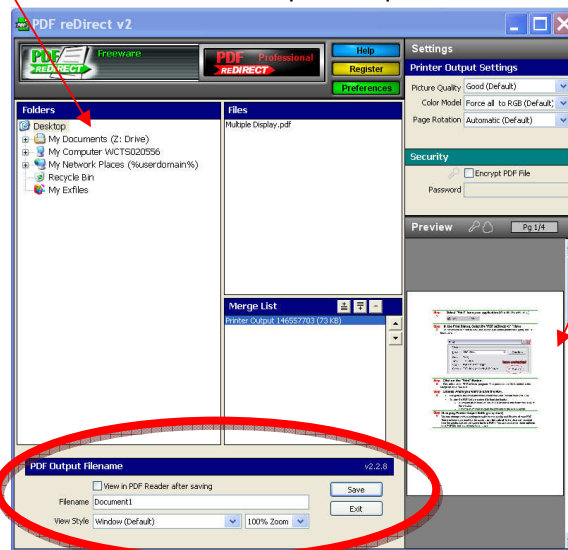 PDF reDirect v2
PDF REDIRECT Freeware
PDF Professional REDIRECT
Help
Register
Preferences
Folders
Desktop
My Documents (Z: Drive)
My Computer WCTS020556
My Network Places (%userdomain%)
Recycle Bin
My Exfiles
Files
Multiple Display.pdf
Merge List
Printer Output 146557703 (73 KB)
Settings
Printer Output Settings
Picture Quality Good (Default)
Color Model Force all to RGB (Default)
Page Rotation Automatic (Default)
Security
Encrypt PDF File
Password
Preview Pg 1/4
PDF Output Filename v2.2.8
View in PDF Reader after saving
Filename Document1
View Style Window (Default) 100% Zoom
Save
Exit